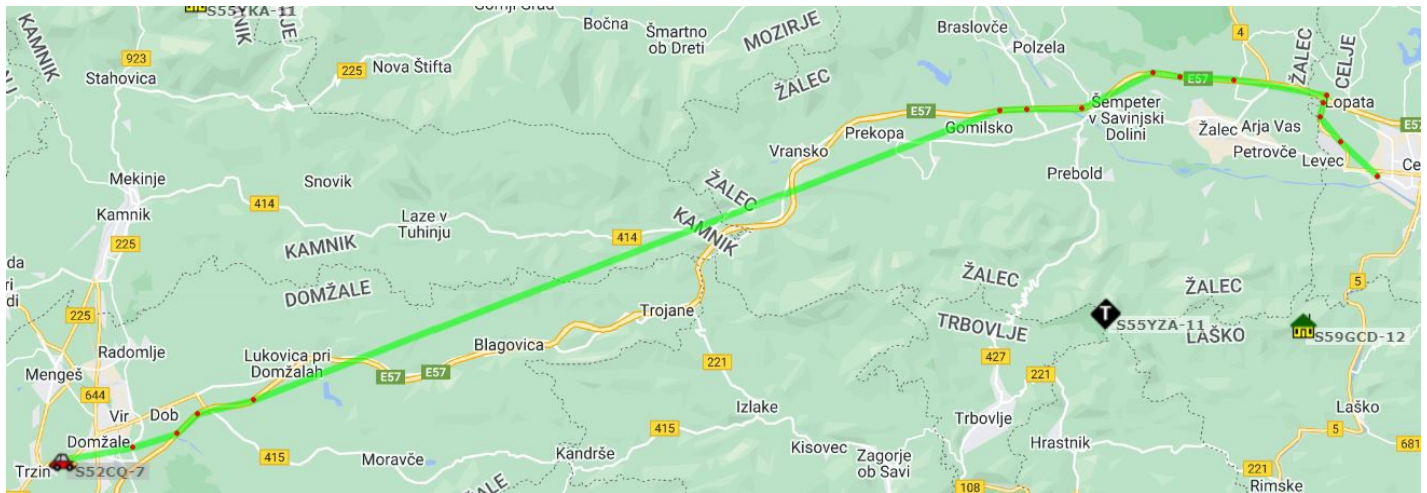 S55YKA-11
KAMNIK
923
Stahovica
225
Nova Štifta
Bočna
Šmartno
ob Dreti
MOZIRJE
Braslovče
Polzela
4
ŽALEC
CELJE
ŽALEC
E57
E57
Lopata
E57
Prekopa
Gomilsko
Šempeter
v Savinjski
Dolini
Žalec
Arja Vas
Petrovče
Levec
Vransko
Prebold
Mekinje
Snovik
414
Kamnik
225
Laze v
Tuhinju
414
KAMNIK
ŽALEC
KAMNIK
DOMŽALE
ŽALEC
ŽALEC
5
225
Trojane
S55YZA-11
TRBOVLJE
LAŠKO
S59GCD-12
Radomlje
Mengeš
644
Lukovica pri
Domžalah
Blagovica
E57
E57
221
427
221
Vir
Dob
Domžale
Izlake
Trbovlje
Laško
5
681
415
415
Trzin
S52CQ-7
Moravče
Kandrše
Kisovec
Zagorje
ob Savi
Hrastnik
221
108
Rimske